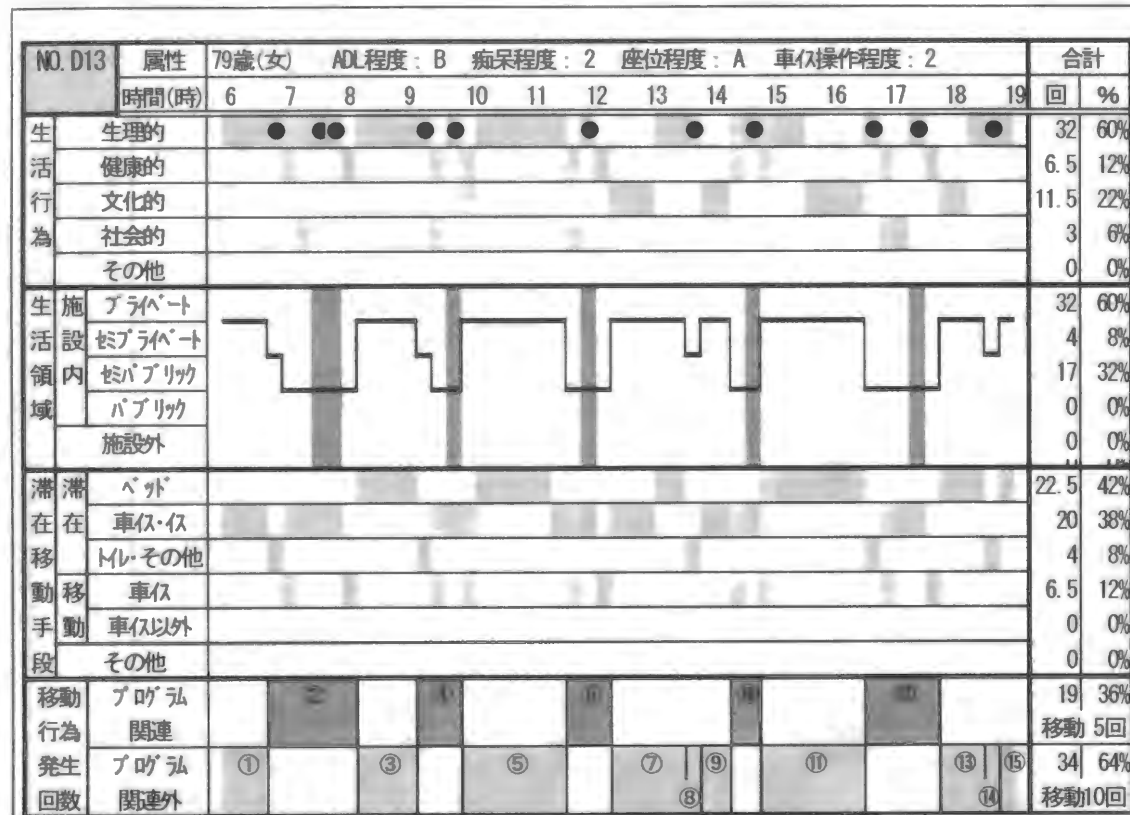 NO. D13 属性 79歳(女) ADL程度：B 痴呆程度：2 座位程度：A 車イス操作程度：2 合計
時間(時) 6 7 8 9 10 11 12 13 14 15 16 17 18 19 回 %
生活行為
生理的 32 60%
健康的 6.5 12%
文化的 11.5 22%
社会的 3 6%
その他 0 0%
生活領域
施設内
プライベート 32 60%
セミプライベート 4 8%
セミパブリック 17 32%
パブリック 0 0%
施設外 0 0%
滞在移動手段
滞在
ベッド 22.5 42%
車イス・イス 20 38%
トイレ・その他 4 8%
移動
車イス 6.5 12%
車イス以外 0 0%
その他 0 0%
移動行為発生回数
プログラム関連 19 36%
移動 5回
プログラム関連外 ① ③ ⑤ ⑦ ⑧ ⑨ ⑪ ⑬ ⑭ ⑮ 34 64%
移動10回